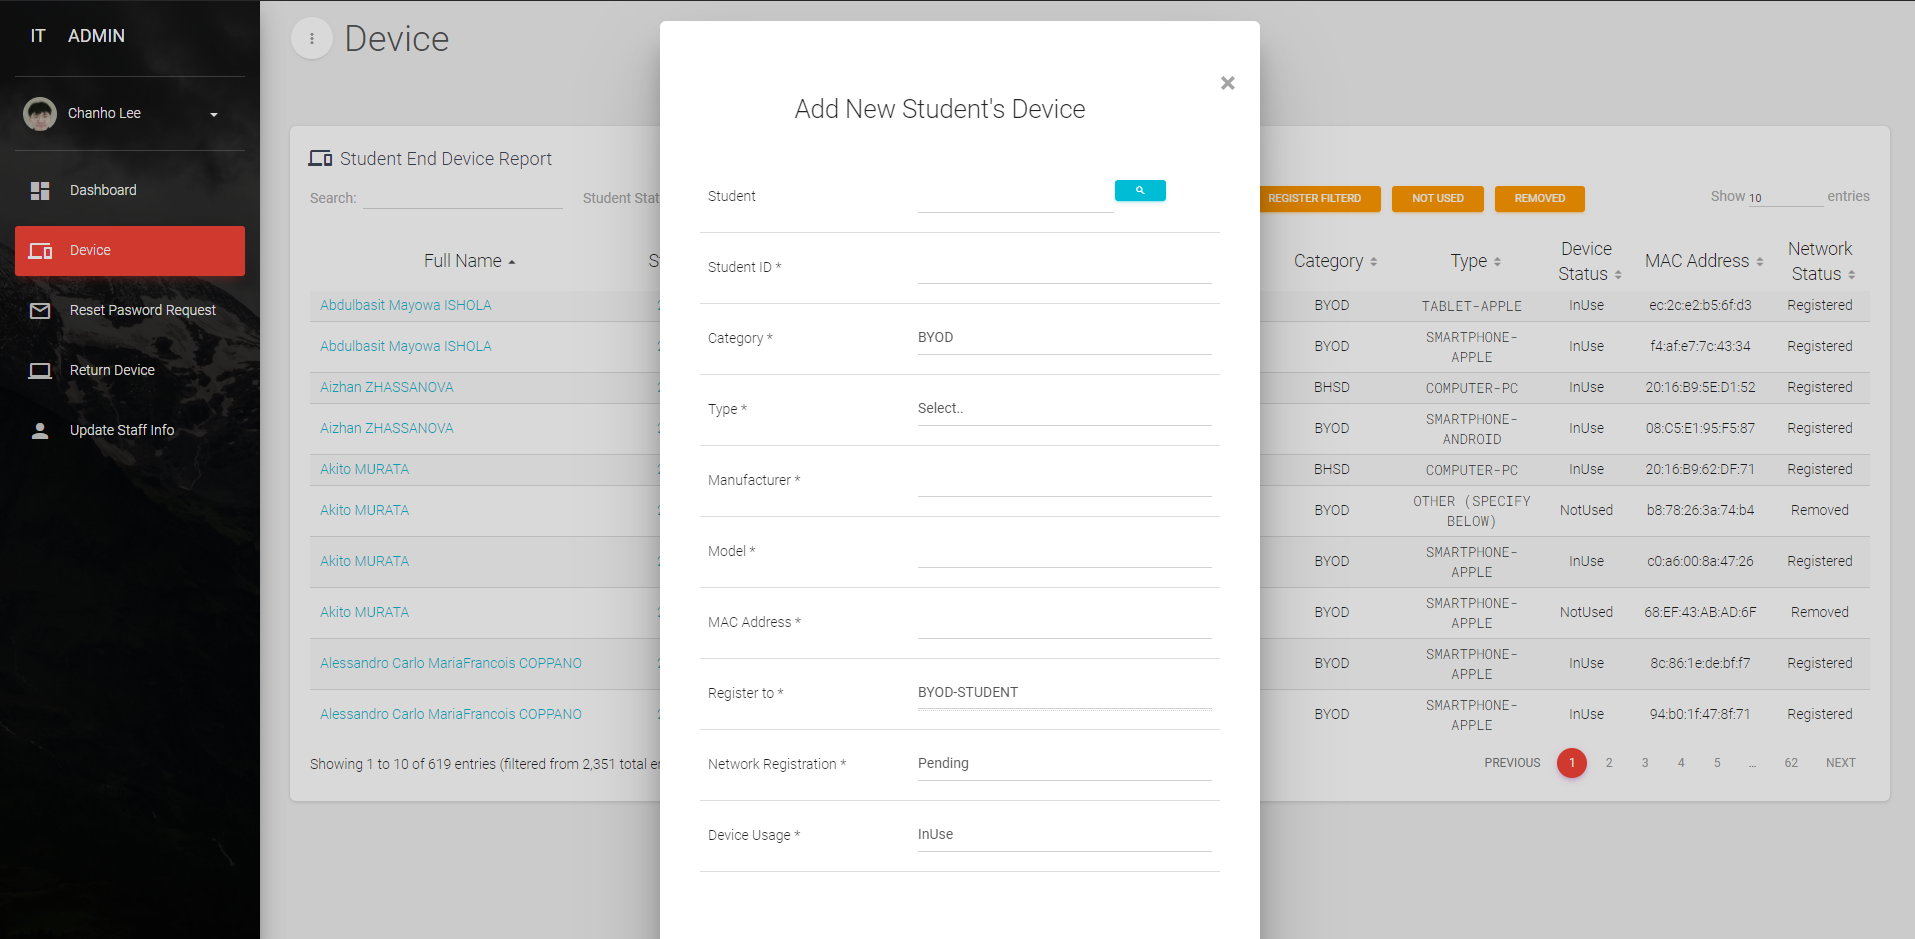 IT ADMIN
Chanho Lee
Dashboard
Device
Reset Pasword Request
Return Device
Update Staff Info
Device
Student End Device Report
Search:
Student Stat
REGISTER FILTERD
NOT USED
REMOVED
Show 10 entries
Full Name
Category
Type
Device Status
MAC Address
Network Status
Abdulbasit Mayowa ISHOLA BYOD TABLET-APPLE InUse ec:2c:e2:b5:6f:d3 Registered
Abdulbasit Mayowa ISHOLA BYOD SMARTPHONE-APPLE InUse f4:af:e7:7c:43:34 Registered
Aizhan ZHASSANOVA BHSD COMPUTER-PC InUse 20:16:B9:5E:D1:52 Registered
Aizhan ZHASSANOVA BYOD SMARTPHONE-ANDROID InUse 08:C5:E1:95:F5:87 Registered
Akito MURATA BHSD COMPUTER-PC InUse 20:16:B9:62:DF:71 Registered
Akito MURATA BYOD OTHER (SPECIFY BELOW) NotUsed b8:78:26:3a:74:b4 Removed
Akito MURATA BYOD SMARTPHONE-APPLE InUse c0:a6:00:8a:47:26 Registered
Akito MURATA BYOD SMARTPHONE-APPLE NotUsed 68:EF:43:AB:AD:6F Removed
Alessandro Carlo MariaFrancois COPPANO BYOD SMARTPHONE-APPLE InUse 8c:86:1e:de:bf:f7 Registered
Alessandro Carlo MariaFrancois COPPANO BYOD SMARTPHONE-APPLE InUse 94:b0:1f:47:8f:71 Registered
Showing 1 to 10 of 619 entries (filtered from 2,351 total
PREVIOUS 1 2 3 4 5 … 62 NEXT
Add New Student's Device
×
Student
Student ID *
Category * BYOD
Type * Select..
Manufacturer *
Model *
MAC Address *
Register to * BYOD-STUDENT
Network Registration * Pending
Device Usage * InUse